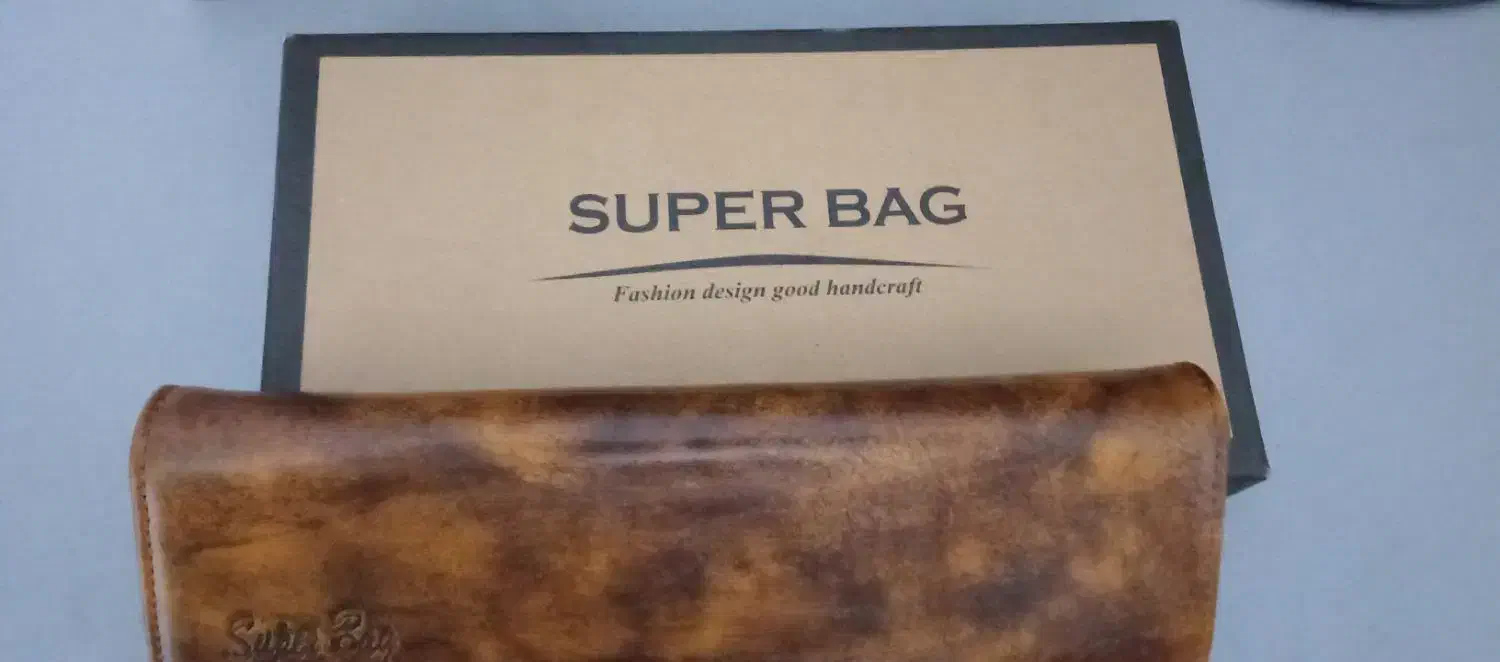 SUPER BAG
Fashion design good handcraft
Super Bag